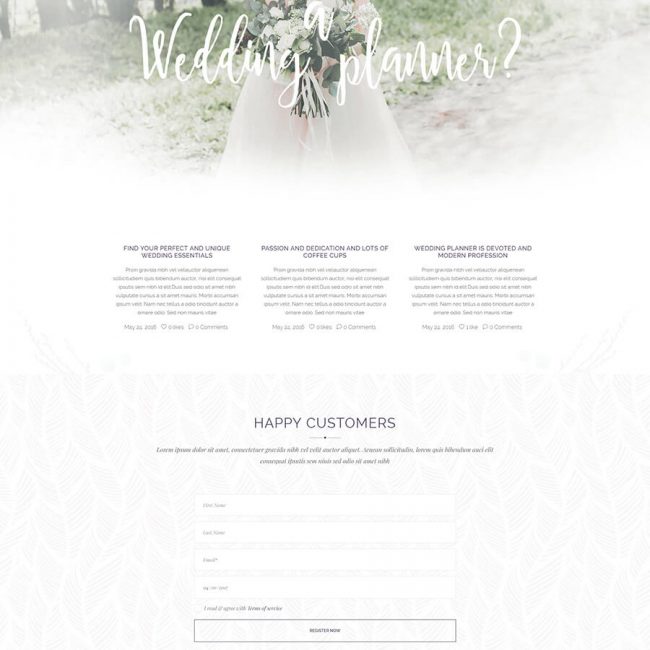 a
Wedding planner?
FIND YOUR PERFECT AND UNIQUE
WEDDING ESSENTIALS
Proin gravida nibh vel velauctor aliquenean
sollicitudiem quis bibendum auctor, nisi elit consequat
ipsutis sem nibh id elit.Duis sed odio sit amet nibh
vulputate cursus a sit amet mauris. Morbi accumsan
ipsum velit. Nam nec tellus a odio tincidunt auctor a
ornare odio. Sed non mauris vitae
May 24, 2016 0 likes 0 Comments
PASSION AND DEDICATION AND LOTS OF
COFFEE CUPS
Proin gravida nibh vel velauctor aliquenean
sollicitudiem quis bibendum auctor, nisi elit consequat
ipsutis sem nibh id elit.Duis sed odio sit amet nibh
vulputate cursus a sit amet mauris. Morbi accumsan
ipsum velit. Nam nec tellus a odio tincidunt auctor a
ornare odio. Sed non mauris vitae
May 24, 2016 0 likes 0 Comments
WEDDING PLANNER IS DEVOTED AND
MODERN PROFESSION
Proin gravida nibh vel velauctor aliquenean
sollicitudiem quis bibendum auctor, nisi elit consequat
ipsutis sem nibh id elit.Duis sed odio sit amet nibh
vulputate cursus a sit amet mauris. Morbi accumsan
ipsum velit. Nam nec tellus a odio tincidunt auctor a
ornare odio. Sed non mauris vitae
May 24, 2016 1 like 0 Comments
HAPPY CUSTOMERS
Lorem ipsum dolor sit amet, consectetuer gravida nibh vel velit auctor aliquet. Aenean sollicitudin, lorem quis bibendum auci elit
consequat ipsutis sem nisiis sed odio sit amet nibh
First Name
Last Name
Email*
I read & agree with Terms of service
REGISTER NOW